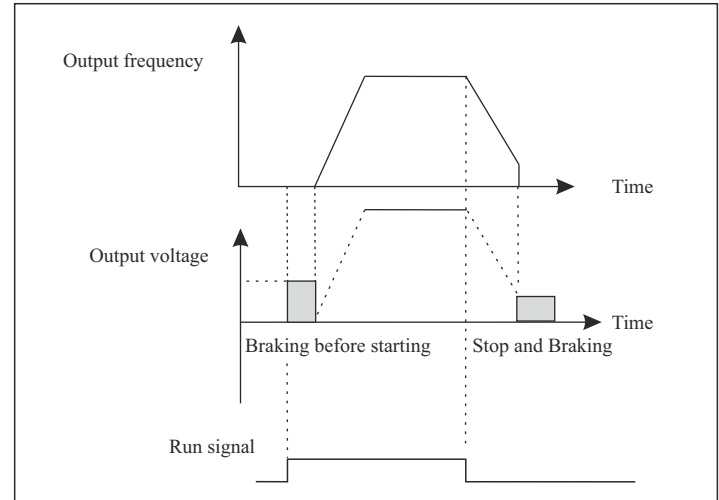 Output frequency
Time
Output voltage
Time
Braking before starting
Stop and Braking
Run signal